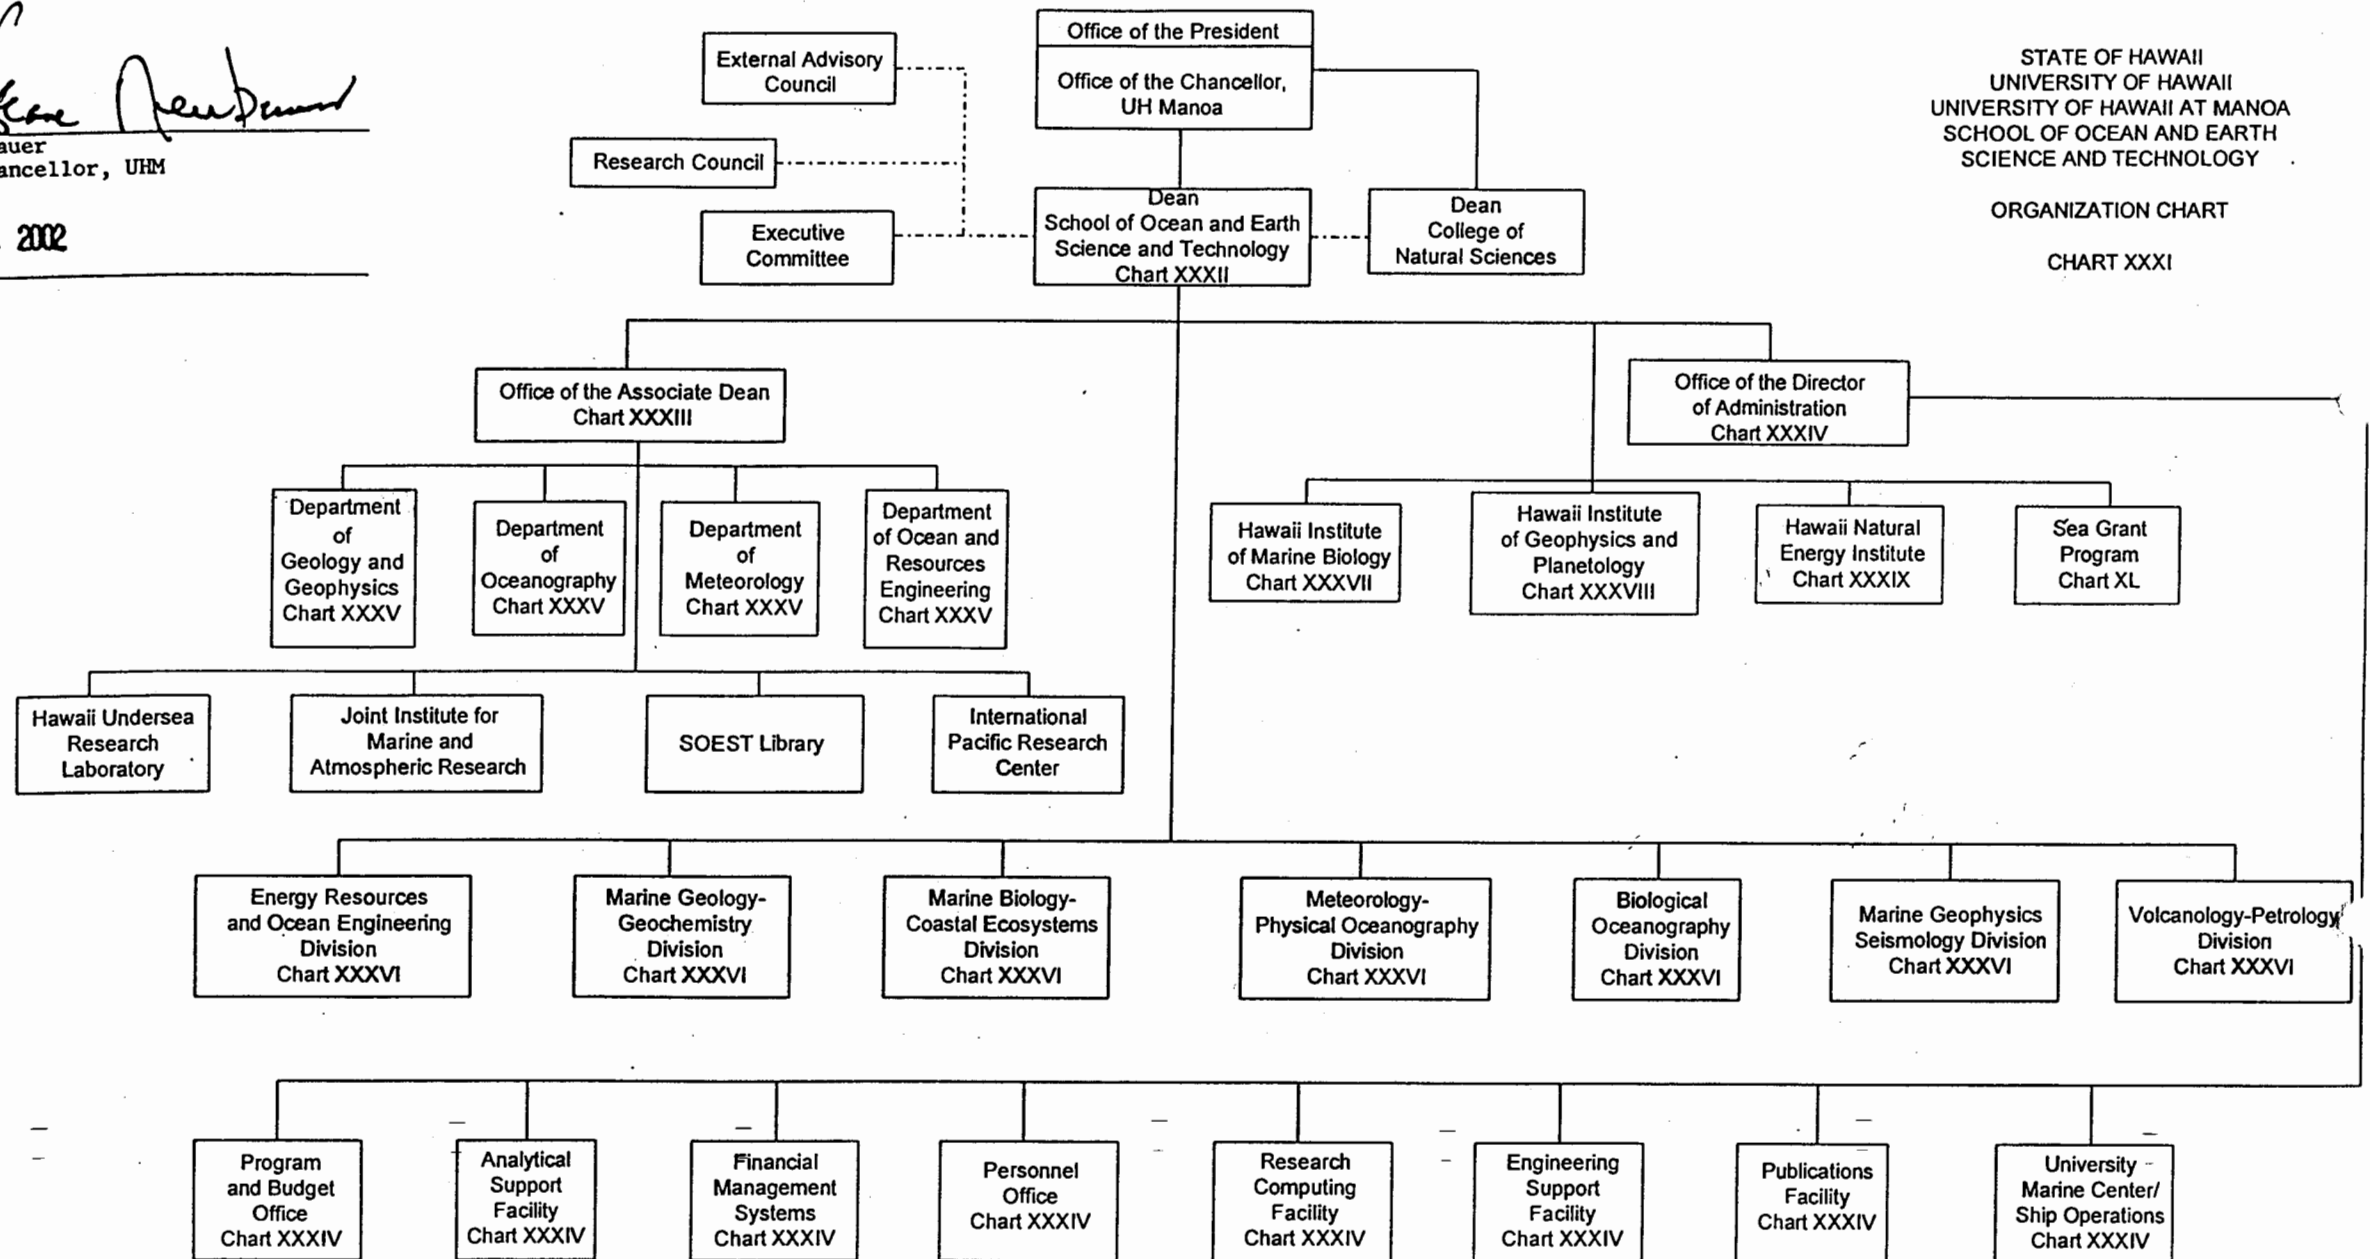 auer
ancellor, UHM
2002
External Advisory
Council
Research Council
Executive
Committee
Office of the President
Office of the Chancellor,
UH Manoa
Dean
School of Ocean and Earth
Science and Technology
Chart XXXII
Dean
College of
Natural Sciences
STATE OF HAWAII
UNIVERSITY OF HAWAII
UNIVERSITY OF HAWAII AT MANOA
SCHOOL OF OCEAN AND EARTH
SCIENCE AND TECHNOLOGY
ORGANIZATION CHART
CHART XXXI
Office of the Associate Dean
Chart XXXIII
Office of the Director
of Administration
Chart XXXIV
Department
of
Geology and
Geophysics
Chart XXXV
Department
of
Oceanography
Chart XXXV
Department
of
Meteorology
Chart XXXV
Department
of Ocean and
Resources
Engineering
Chart XXXV
Hawaii Institute
of Marine Biology
Chart XXXVII
Hawaii Institute
of Geophysics and
Planetology
Chart XXXVIII
Hawaii Natural
Energy Institute
Chart XXXIX
Sea Grant
Program
Chart XL
Hawaii Undersea
Research
Laboratory
Joint Institute for
Marine and
Atmospheric Research
SOEST Library
International
Pacific Research
Center
Energy Resources
and Ocean Engineering
Division
Chart XXXVI
Marine Geology-
Geochemistry
Division
Chart XXXVI
Marine Biology-
Coastal Ecosystems
Division
Chart XXXVI
Meteorology-
Physical Oceanography
Division
Chart XXXVI
Biological
Oceanography
Division
Chart XXXVI
Marine Geophysics
Seismology Division
Chart XXXVI
Volcanology-Petrology
Division
Chart XXXVI
Program
and Budget
Office
Chart XXXIV
Analytical
Support
Facility
Chart XXXIV
Financial
Management
Systems
Chart XXXIV
Personnel
Office
Chart XXXIV
Research
Computing
Facility
Chart XXXIV
Engineering
Support
Facility
Chart XXXIV
Publications
Facility
Chart XXXIV
University
Marine Center/
Ship Operations
Chart XXXIV